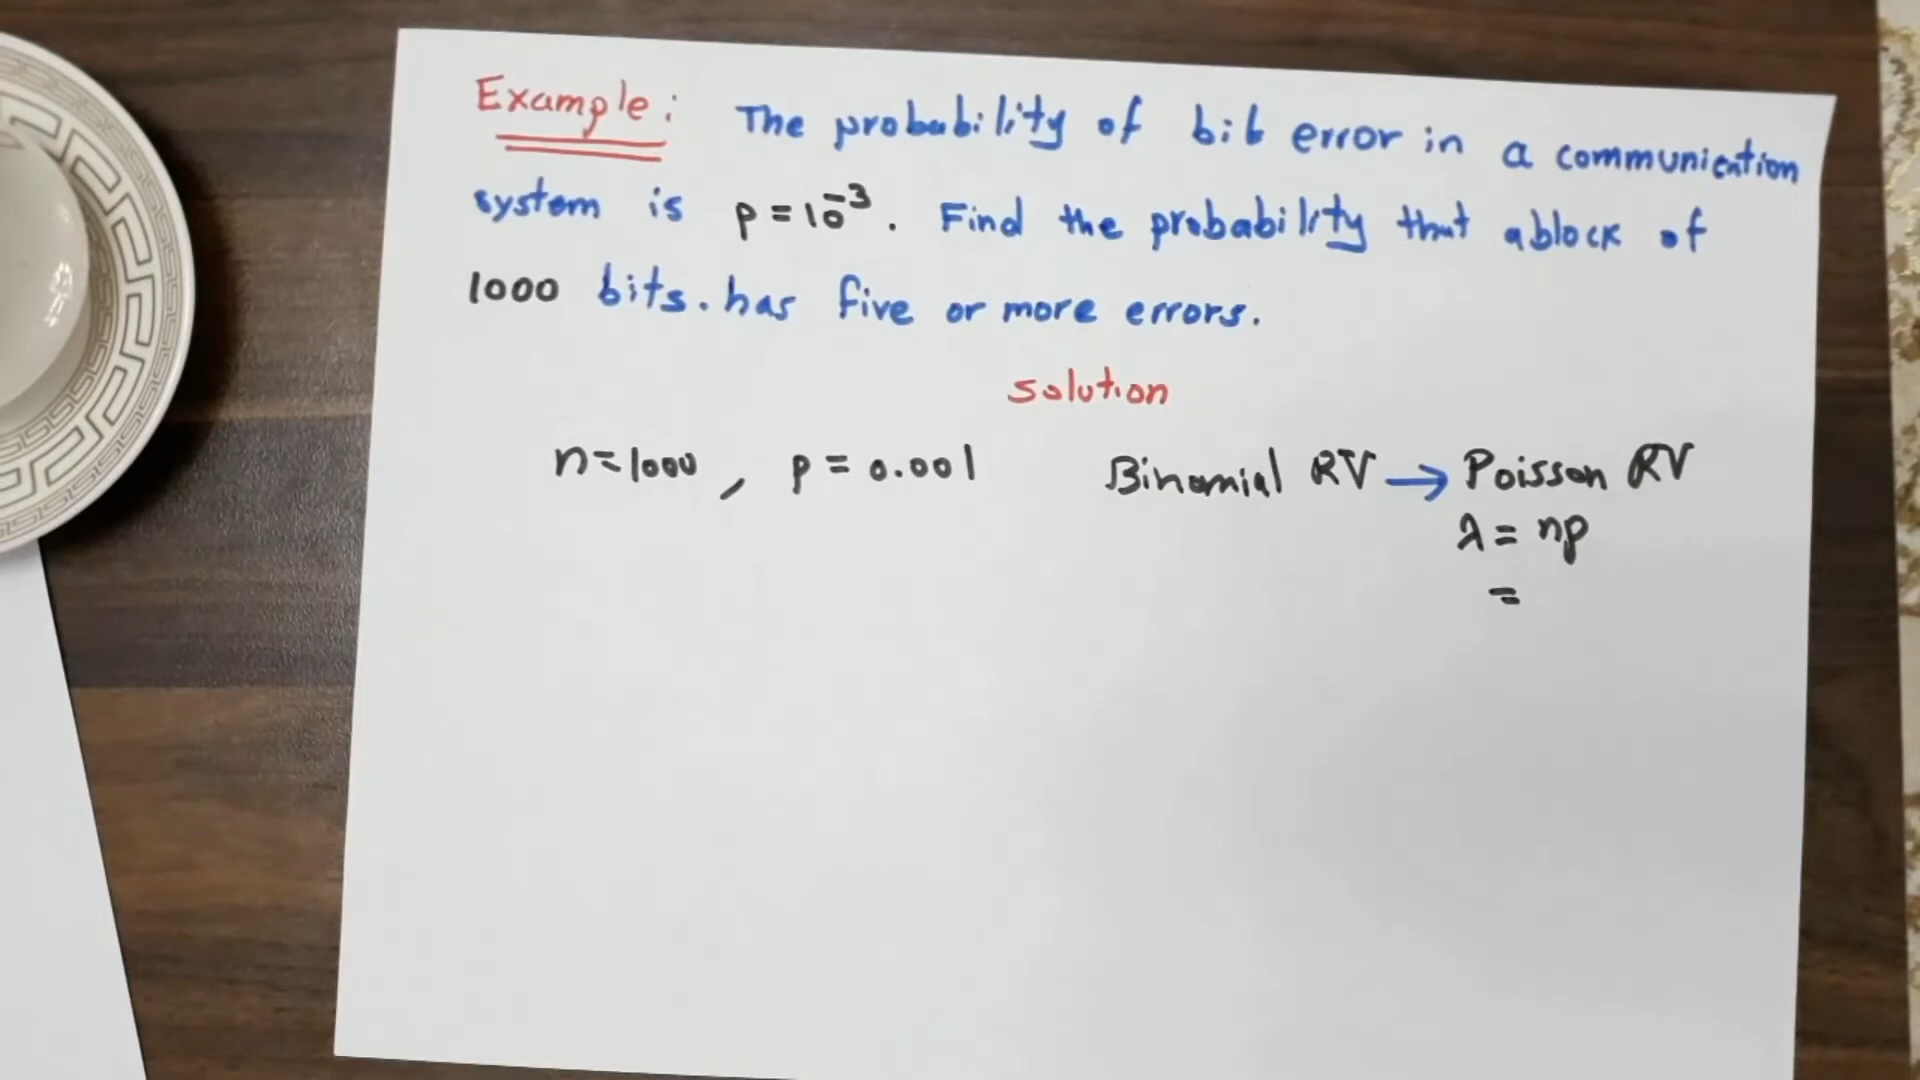 Example: The probability of bit error in a communication
system is p = 10⁻³. Find the probability that a block of
1000 bits. has five or more errors.
solution
n = 1000 , p = 0.001 Binomial RV → Poisson RV
λ = np
=